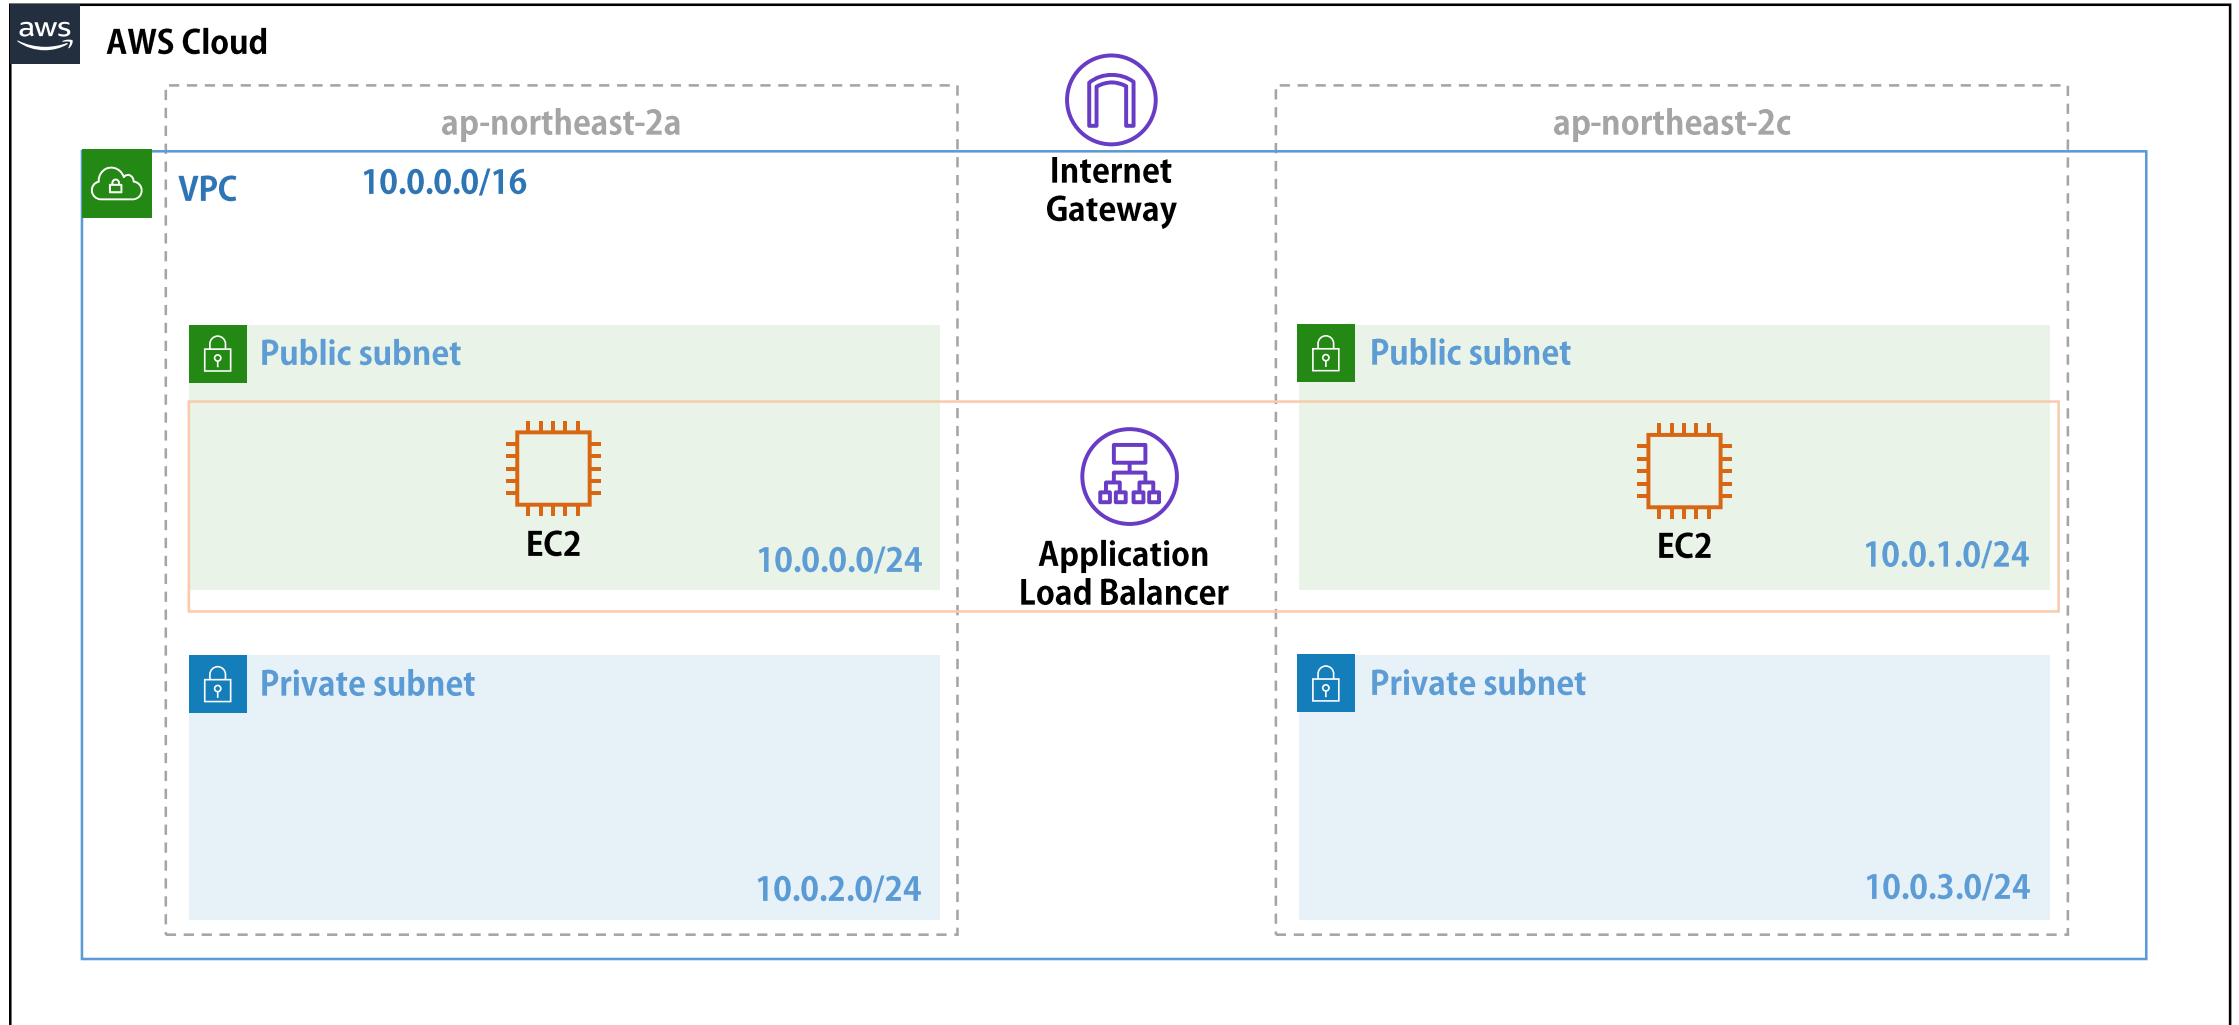 aws
AWS Cloud
ap-northeast-2a
ap-northeast-2c
Internet
Gateway
VPC
10.0.0.0/16
Public subnet
EC2
10.0.0.0/24
Application
Load Balancer
Public subnet
EC2
10.0.1.0/24
Private subnet
10.0.2.0/24
Private subnet
10.0.3.0/24